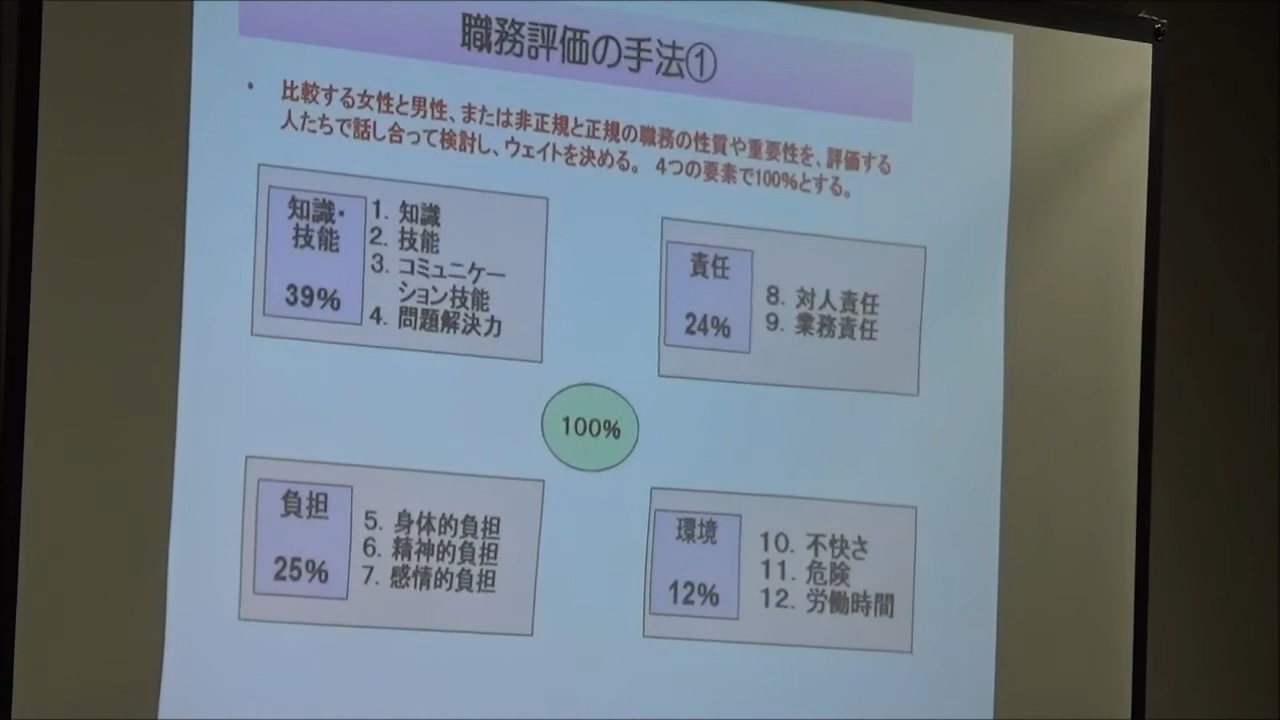 職務評価の手法①
• 比較する女性と男性、または非正規と正規の職務の性質や重要性を、評価する
人たちで話し合って検討し、ウェイトを決める。 4つの要素で100%とする。
知識・
技能
39%
1. 知識
2. 技能
3. コミュニケー
ション技能
4. 問題解決力
責任
24%
8. 対人責任
9. 業務責任
100%
負担
25%
5. 身体的負担
6. 精神的負担
7. 感情的負担
環境
12%
10. 不快さ
11. 危険
12. 労働時間